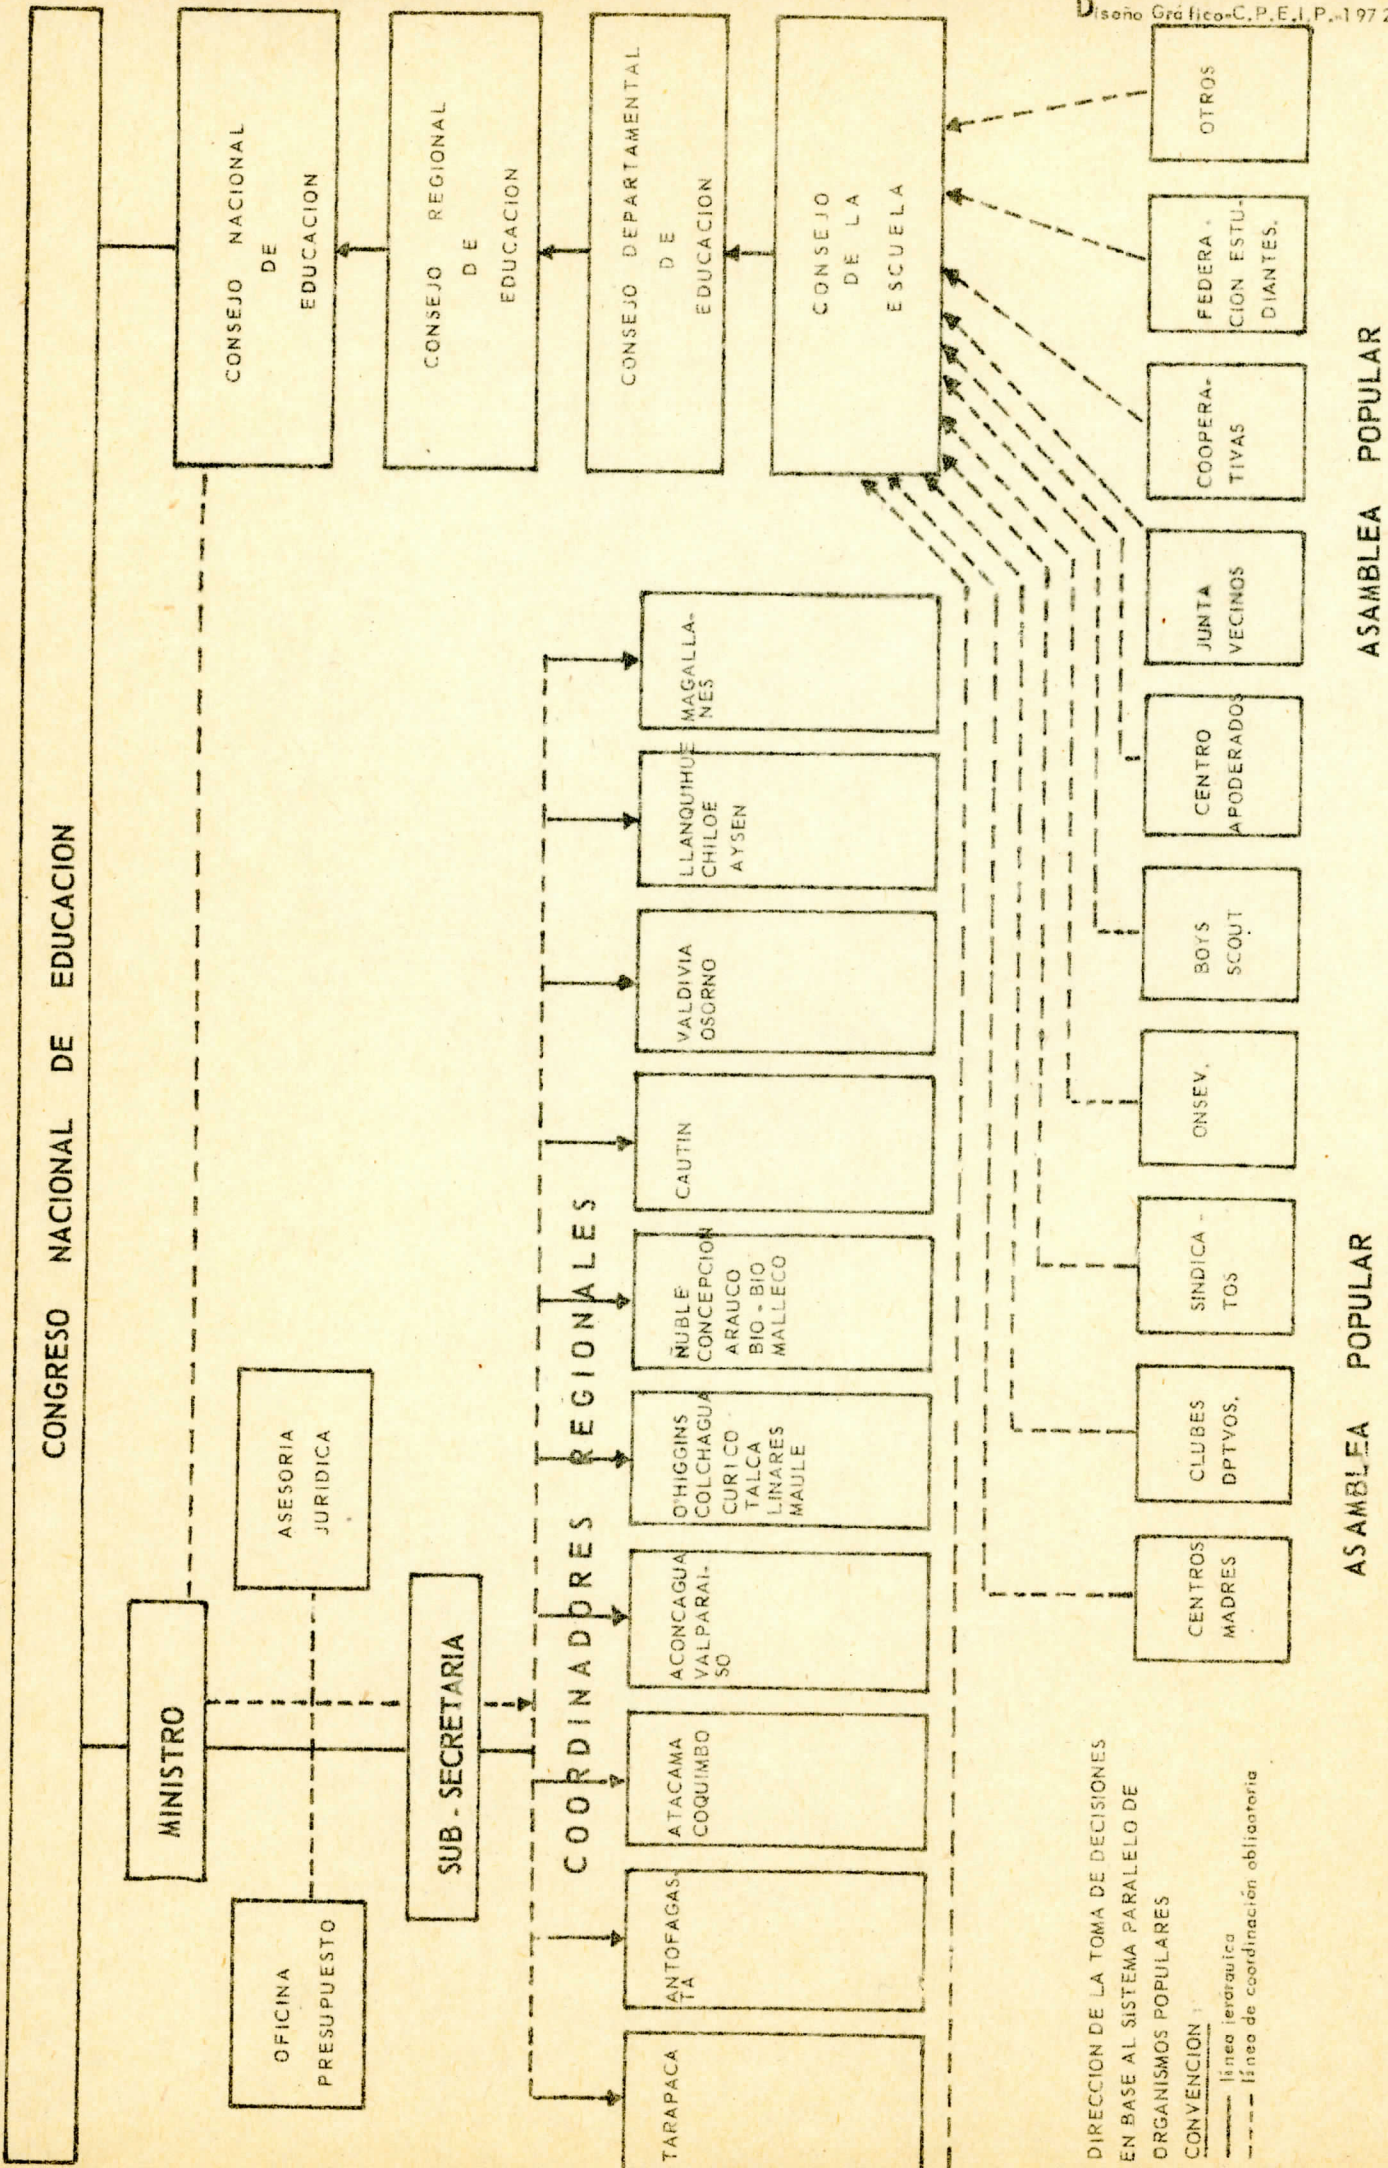 Diseño Gráfico-C.P.E.I.P.-1972
CONGRESO NACIONAL DE EDUCACION
MINISTRO
CONSEJO NACIONAL
DE
EDUCACION
OFICINA
PRESUPUESTO
ASESORIA
JURIDICA
CONSEJO REGIONAL
DE
EDUCACION
SUB - SECRETARIA
CONSEJO DEPARTAMENTAL
DE
EDUCACION
COORDINADORES REGIONALES
TARAPACA
ANTOFAGAS-
TA
ATACAMA
COQUIMBO
ACONCAGUA
VALPARAI-
SO
O'HIGGINS
COLCHAGUA
CURICO
TALCA
LINARES
MAULE
ÑUBLE
CONCEPCION
ARAUCO
BIO - BIO
MALLECO
CAUTIN
VALDIVIA
OSORNO
LLANQUIHUE
CHILOE
AYSEN
MAGALLA-
NES
CONSEJO
DE LA
ESCUELA
CENTROS
MADRES
CLUBES
DPTVOS.
SINDICA -
TOS
ONSEV.
BOYS
SCOUT
CENTRO
APODERADOS
JUNTA
VECINOS
COOPERA-
TIVAS
FEDERA -
CION ESTU-
DIANTES.
OTROS
DIRECCION DE LA TOMA DE DECISIONES
EN BASE AL SISTEMA PARALELO DE
ORGANISMOS POPULARES
CONVENCION :
línea jerárquica
línea de coordinación obligatoria
ASAMBLEA POPULAR
ASAMBLEA POPULAR